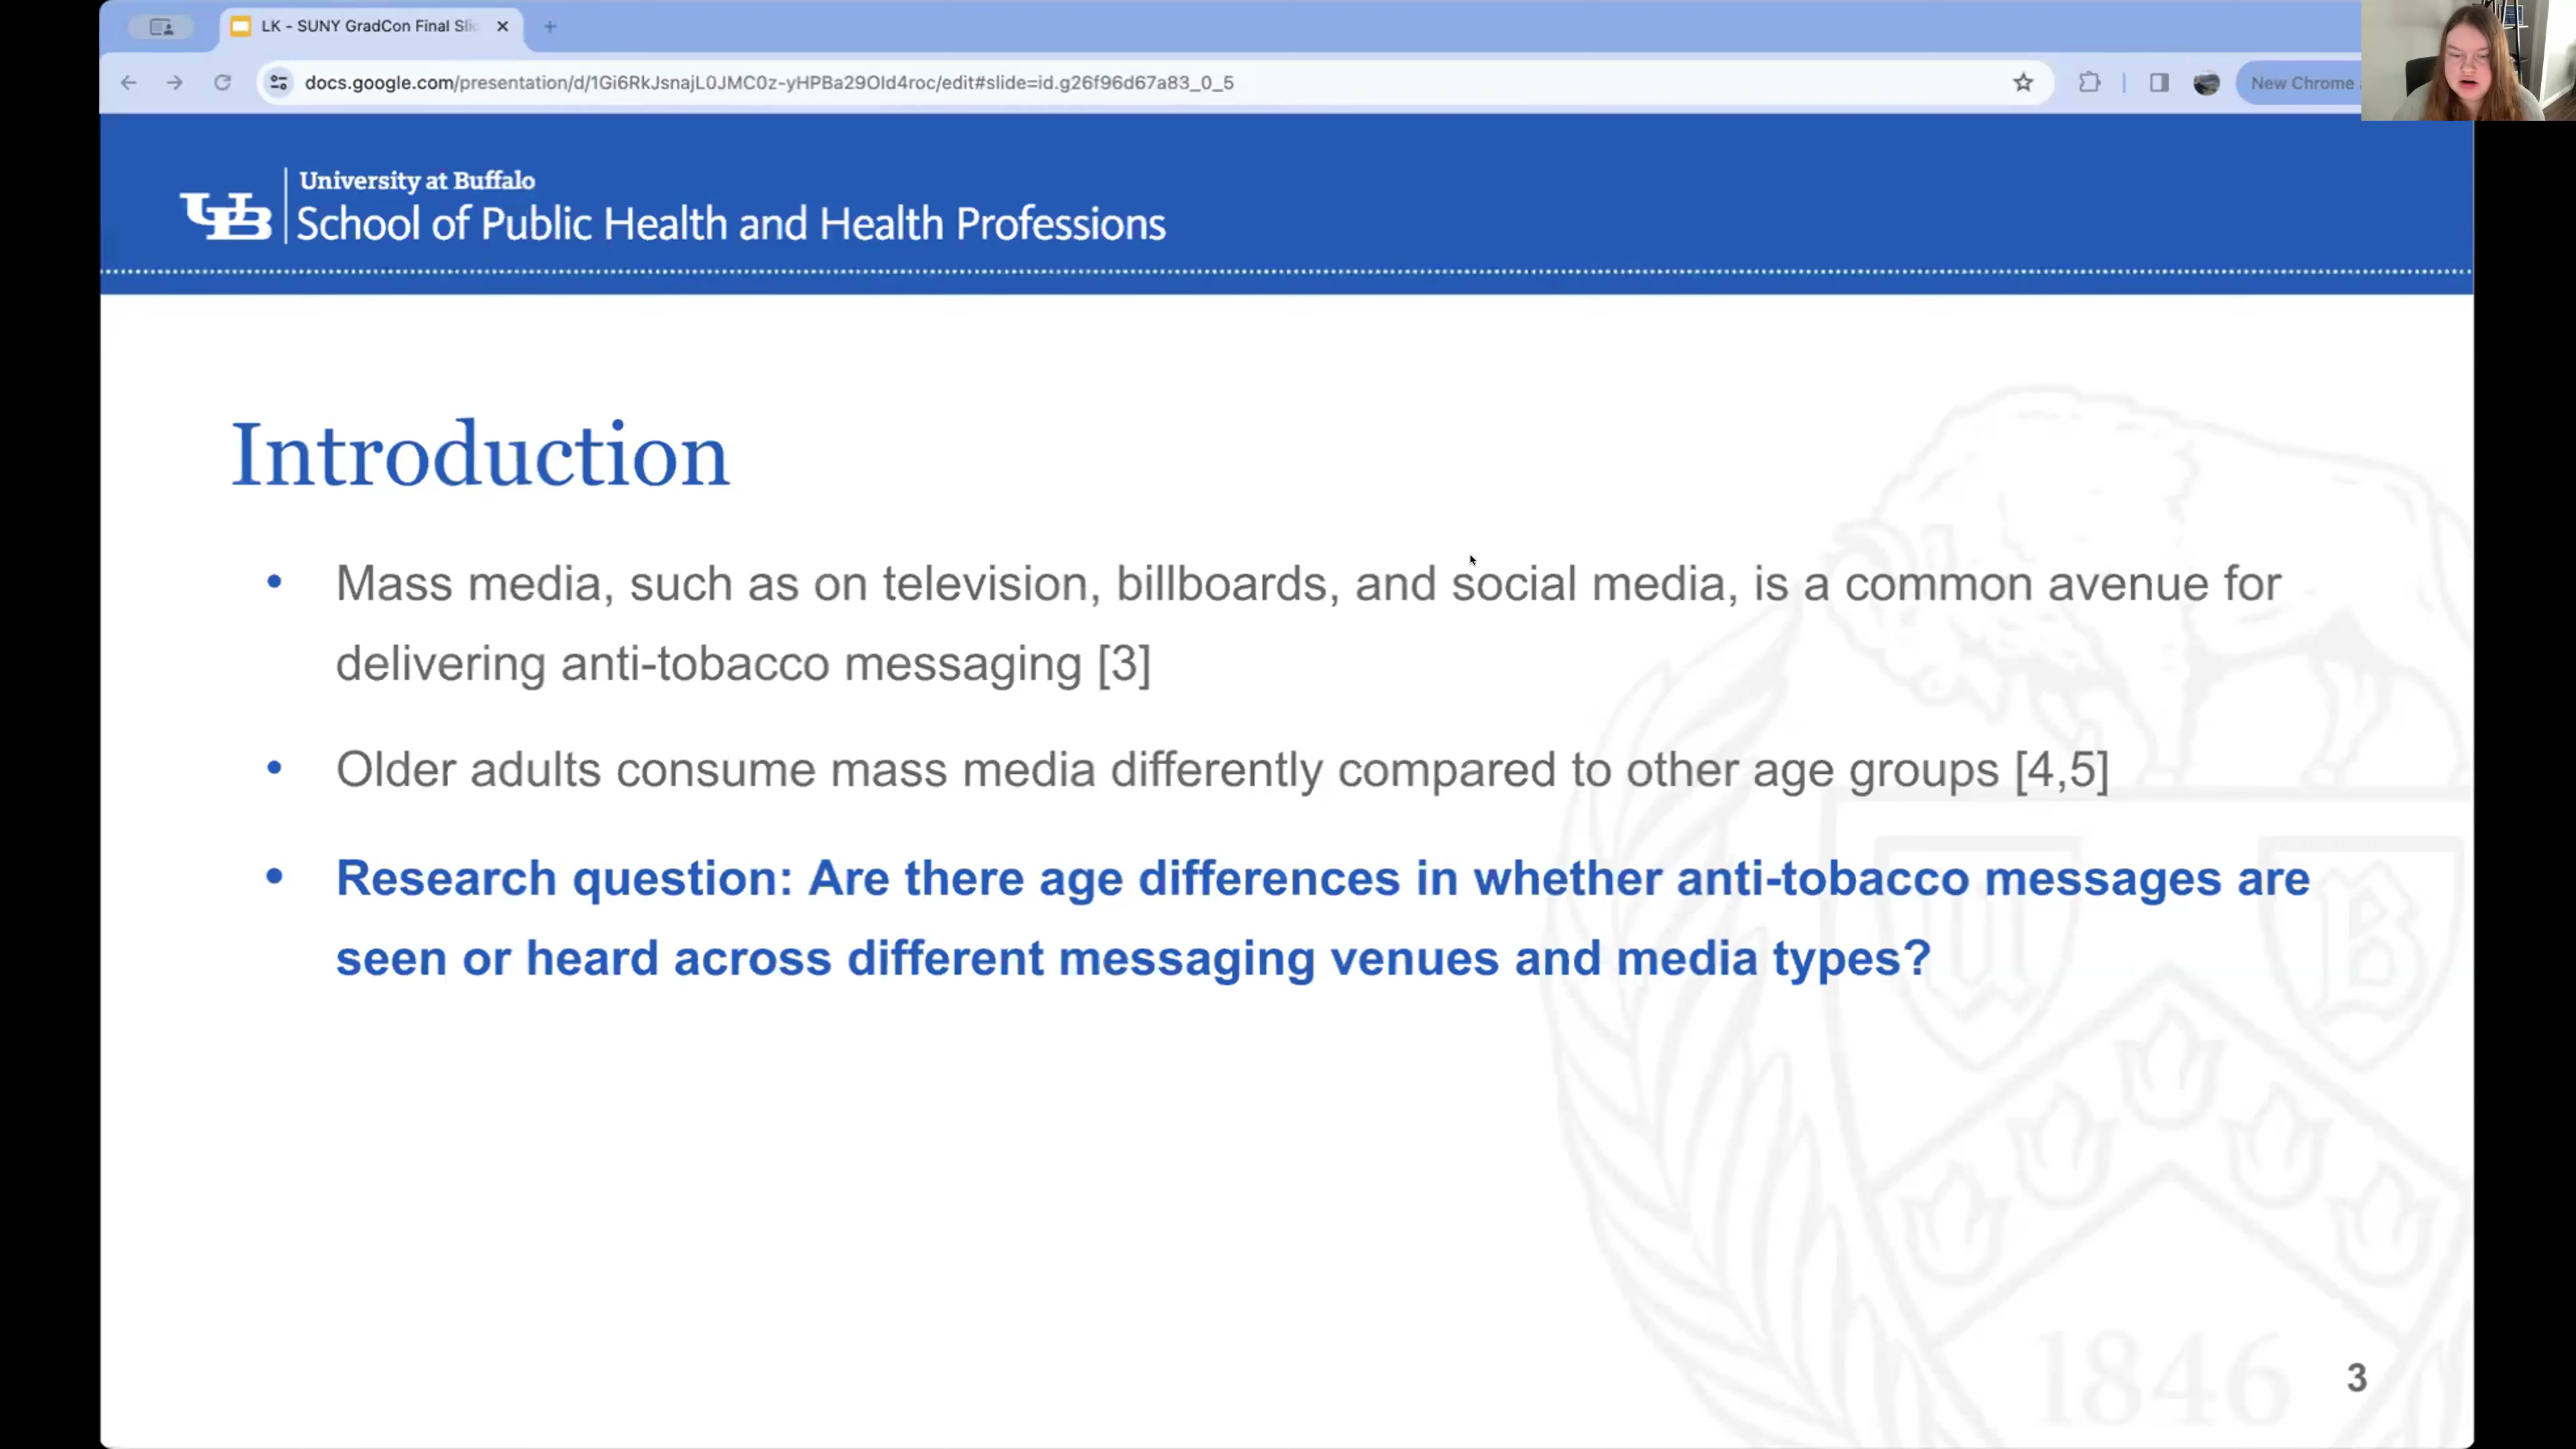 LK - SUNY GradCon Final Sli
docs.google.com/presentation/d/1Gi6RkJsnajL0JMC0z-yHPBa29Old4roc/edit#slide=id.g26f96d67a83_0_5
New Chrome
UB
University at Buffalo
School of Public Health and Health Professions
Introduction
• Mass media, such as on television, billboards, and social media, is a common avenue for
delivering anti-tobacco messaging [3]
• Older adults consume mass media differently compared to other age groups [4,5]
• Research question: Are there age differences in whether anti-tobacco messages are
seen or heard across different messaging venues and media types?
U B
1846
3